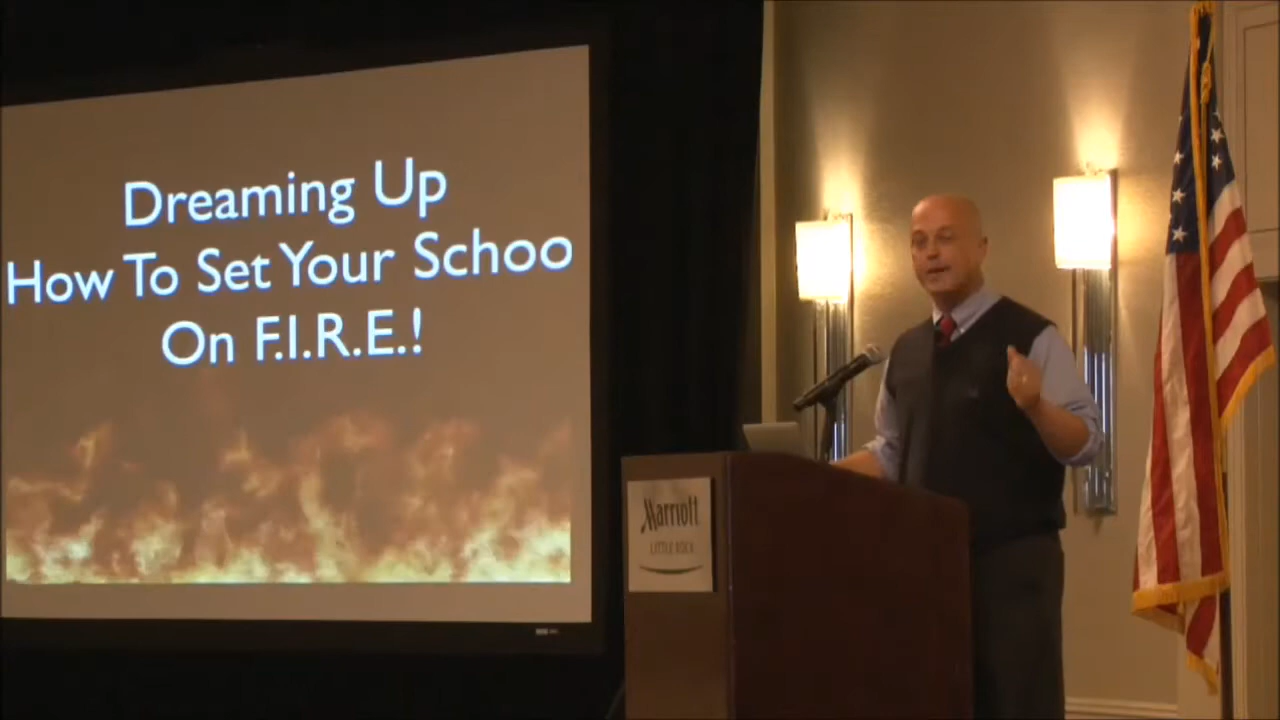 Dreaming Up
How To Set Your Schoo
On F.I.R.E.!
Marriott
LITTLE ROCK